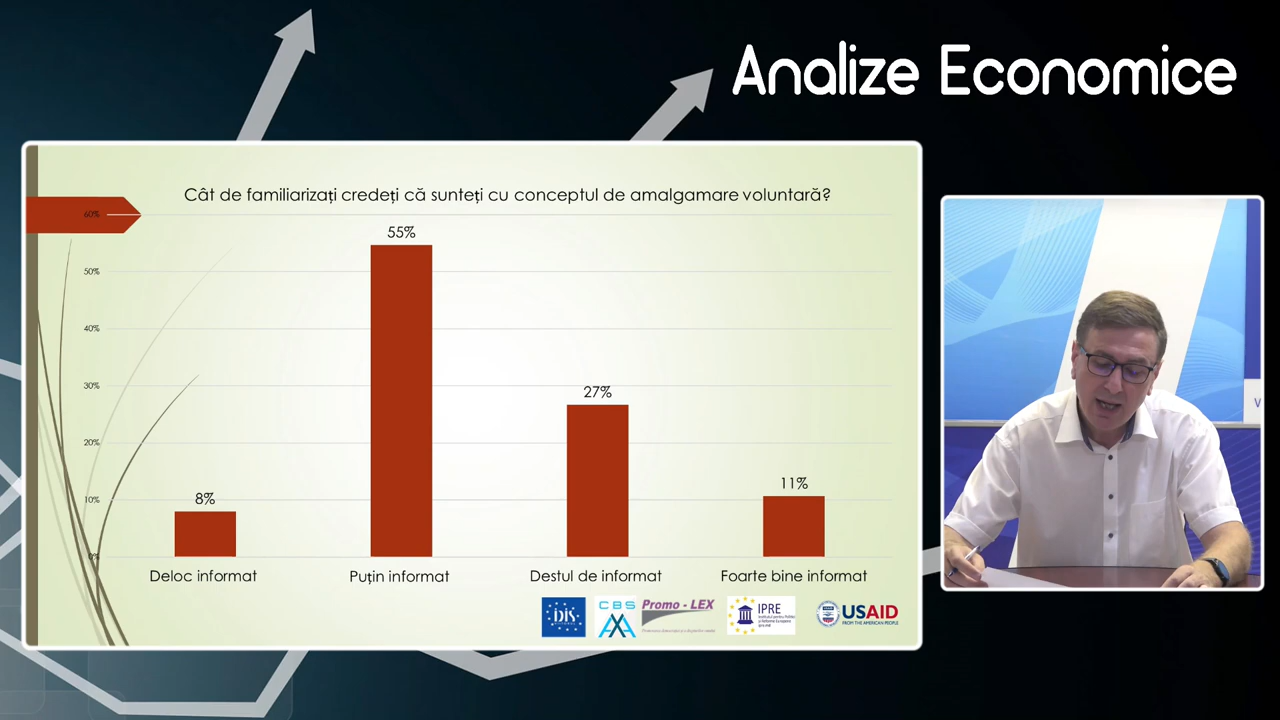 Analize Economice
Cât de familiarizați credeți că sunteți cu conceptul de amalgamare voluntară?
60%
50%
40%
30%
20%
10%
0%
8%
55%
27%
11%
Deloc informat
Puțin informat
Destul de informat
Foarte bine informat
DIS
CBS
AXA
Promo - LEX
IPRE
USAID
FROM THE AMERICAN PEOPLE
V